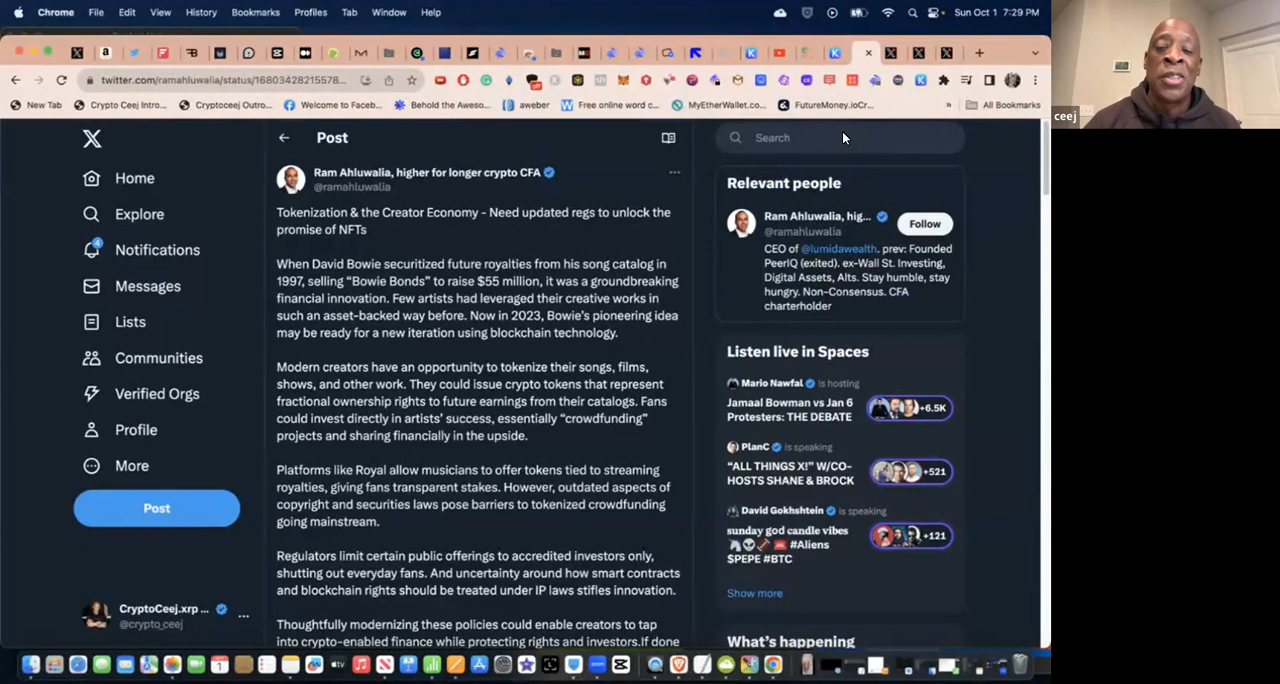 Chrome File Edit View History Bookmarks Profiles Tab Window Help Sun Oct 1 7:29 PM
twitter.com/ramahluwalia/status/16803428215578...
off
New Tab Crypto Ceej Intro... Cryptoceej Outro... Welcome to Faceb... Behold the Aweso... aweber Free online word c... MyEtherWallet.co... FutureMoney.ioCr... » All Bookmarks
Home
Explore
4
Notifications
Messages
Lists
Communities
Verified Orgs
Profile
More
Post
CryptoCeej.xrp ...
@crypto_ceej
Post
Ram Ahluwalia, higher for longer crypto CFA
@ramahluwalia
Tokenization & the Creator Economy - Need updated regs to unlock the
promise of NFTs
When David Bowie securitized future royalties from his song catalog in
1997, selling “Bowie Bonds” to raise $55 million, it was a groundbreaking
financial innovation. Few artists had leveraged their creative works in
such an asset-backed way before. Now in 2023, Bowie's pioneering idea
may be ready for a new iteration using blockchain technology.
Modern creators have an opportunity to tokenize their songs, films,
shows, and other work. They could issue crypto tokens that represent
fractional ownership rights to future earnings from their catalogs. Fans
could invest directly in artists' success, essentially “crowdfunding”
projects and sharing financially in the upside.
Platforms like Royal allow musicians to offer tokens tied to streaming
royalties, giving fans transparent stakes. However, outdated aspects of
copyright and securities laws pose barriers to tokenized crowdfunding
going mainstream.
Regulators limit certain public offerings to accredited investors only,
shutting out everyday fans. And uncertainty around how smart contracts
and blockchain rights should be treated under IP laws stifles innovation.
Thoughtfully modernizing these policies could enable creators to tap
into crypto-enabled finance while protecting rights and investors.If done
Search
Relevant people
Ram Ahluwalia, hig...
@ramahluwalia
Follow
CEO of @lumidawealth. prev: Founded
PeerIQ (exited). ex-Wall St. Investing,
Digital Assets, Alts. Stay humble, stay
hungry. Non-Consensus. CFA
charterholder
Listen live in Spaces
Mario Nawfal is hosting
Jamaal Bowman vs Jan 6
Protesters: THE DEBATE
+6.5K
PlanC is speaking
“ALL THINGS X!” W/CO-
HOSTS SHANE & BROCK
+521
David Gokhshtein is speaking
sunday god candle vibes
#Aliens
$PEPE #BTC
+121
Show more
What's happening
ceej